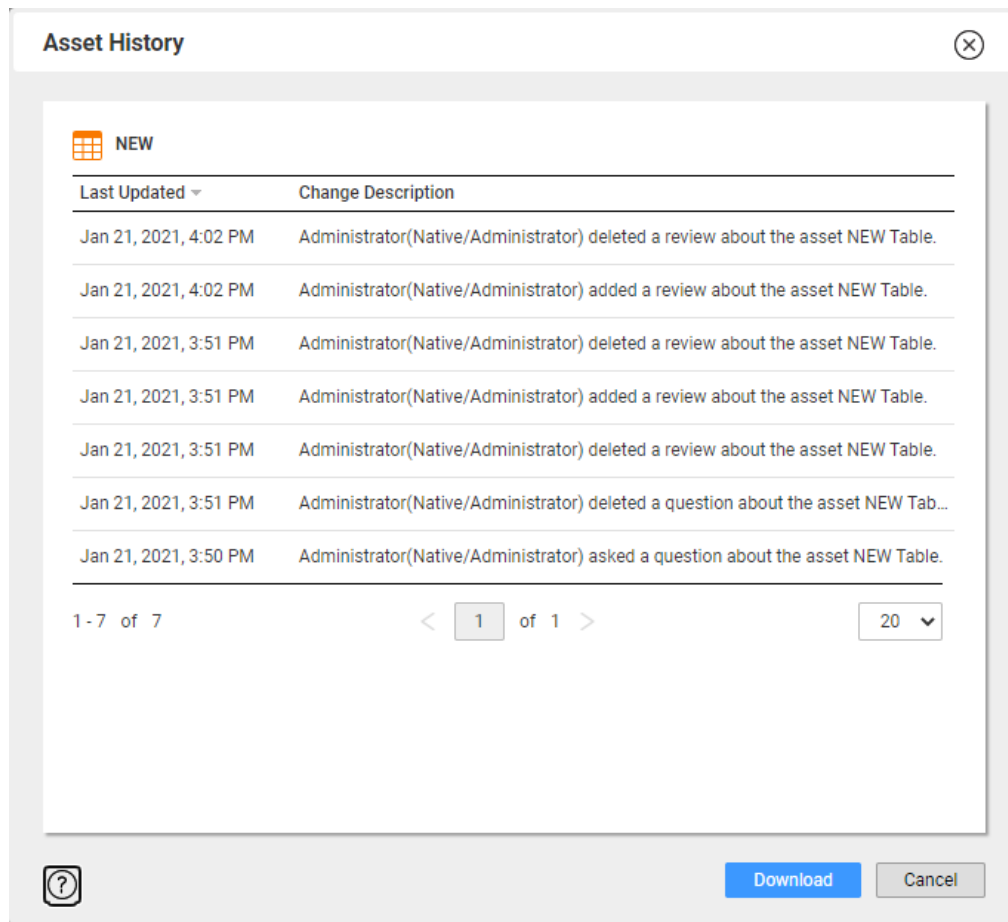 Asset History
NEW
Last Updated Change Description
Jan 21, 2021, 4:02 PM Administrator(Native/Administrator) deleted a review about the asset NEW Table.
Jan 21, 2021, 4:02 PM Administrator(Native/Administrator) added a review about the asset NEW Table.
Jan 21, 2021, 3:51 PM Administrator(Native/Administrator) deleted a review about the asset NEW Table.
Jan 21, 2021, 3:51 PM Administrator(Native/Administrator) added a review about the asset NEW Table.
Jan 21, 2021, 3:51 PM Administrator(Native/Administrator) deleted a review about the asset NEW Table.
Jan 21, 2021, 3:51 PM Administrator(Native/Administrator) deleted a question about the asset NEW Tab...
Jan 21, 2021, 3:50 PM Administrator(Native/Administrator) asked a question about the asset NEW Table.
1 - 7 of 7 < 1 of 1 > 20
? Download Cancel